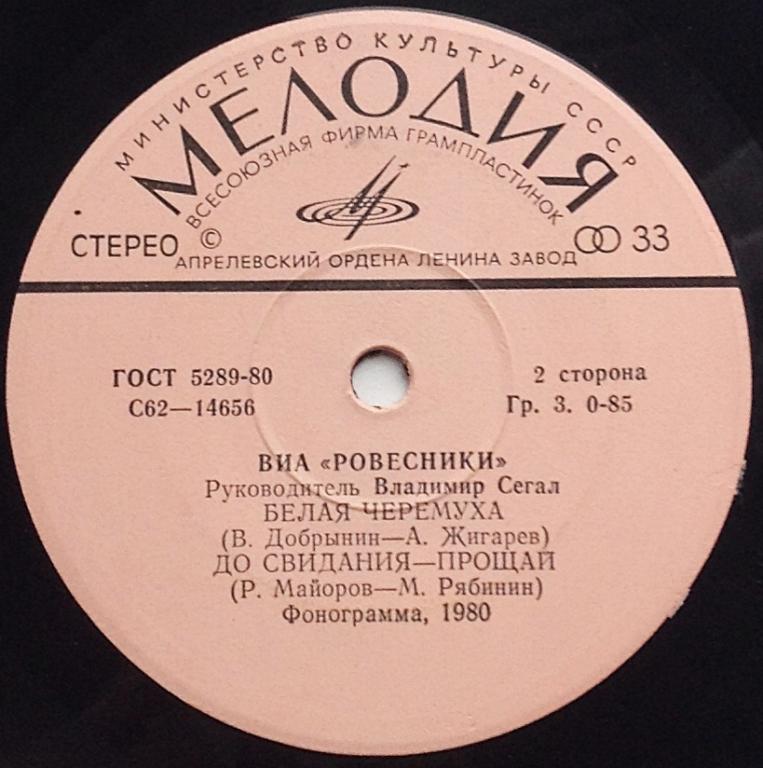 МИНИСТЕРСТВО КУЛЬТУРЫ СССР
МЕЛОДИЯ
ВСЕСОЮЗНАЯ ФИРМА ГРАМПЛАСТИНОК
СТЕРЕО ©
33
АПРЕЛЕВСКИЙ ОРДЕНА ЛЕНИНА ЗАВОД
ГОСТ 5289-80
2 сторона
С62—14656
Гр. 3. 0-85
ВИА «РОВЕСНИКИ»
Руководитель Владимир Сегал
БЕЛАЯ ЧЕРЕМУХА
(В. Добрынин—А. Жигарев)
ДО СВИДАНИЯ—ПРОЩАЙ
(Р. Майоров—М. Рябинин)
Фонограмма, 1980